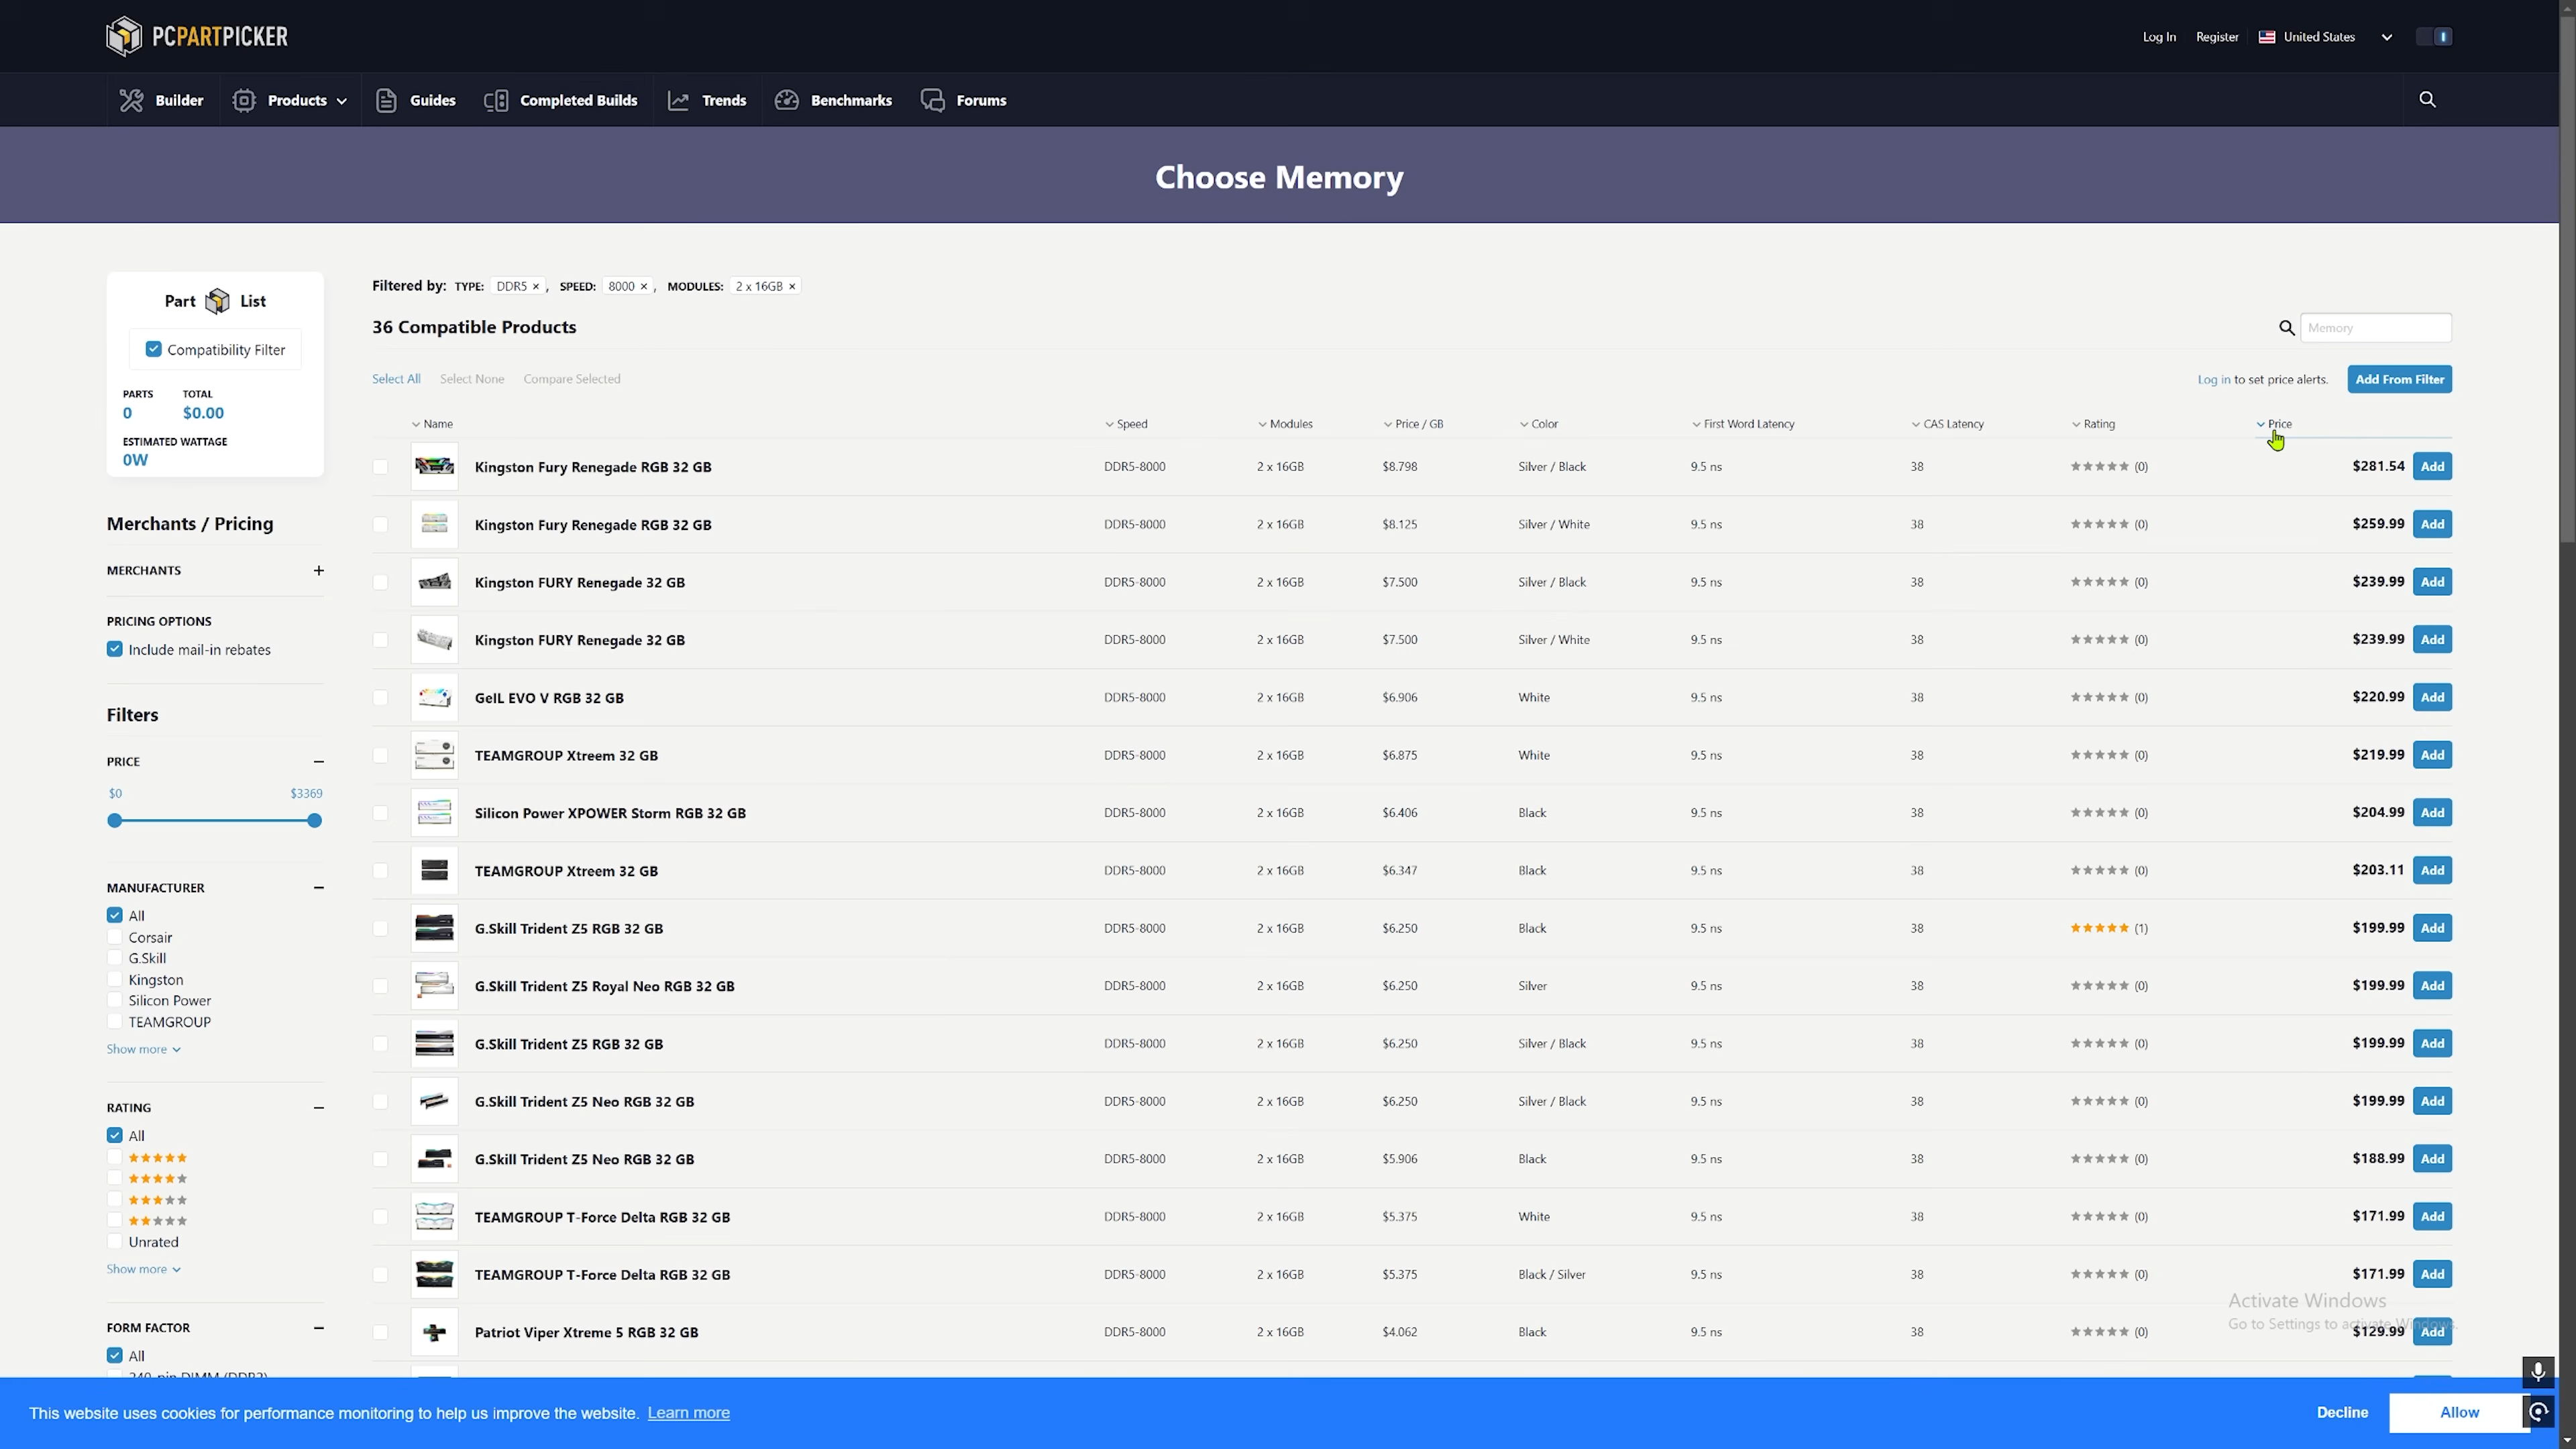 PCPARTPICKER
Log In Register United States
Builder Products Guides Completed Builds Trends Benchmarks Forums
Choose Memory
Part List
Compatibility Filter
PARTS TOTAL
0 $0.00
ESTIMATED WATTAGE
0W
Merchants / Pricing
MERCHANTS +
PRICING OPTIONS
Include mail-in rebates
Filters
PRICE −
$0 $3369
MANUFACTURER −
All
Corsair
G.Skill
Kingston
Silicon Power
TEAMGROUP
Show more
RATING −
All
★★★★★
★★★★★
★★★★★
★★★★★
Unrated
Show more
FORM FACTOR −
All
Filtered by: TYPE: DDR5 ×, SPEED: 8000 ×, MODULES: 2 x 16GB ×
36 Compatible Products
Memory
Select All Select None Compare Selected
Log in to set price alerts. Add From Filter
Name Speed Modules Price / GB Color First Word Latency CAS Latency Rating Price
Kingston Fury Renegade RGB 32 GB DDR5-8000 2 x 16GB $8.798 Silver / Black 9.5 ns 38 ★★★★★ (0) $281.54 Add
Kingston Fury Renegade RGB 32 GB DDR5-8000 2 x 16GB $8.125 Silver / White 9.5 ns 38 ★★★★★ (0) $259.99 Add
Kingston FURY Renegade 32 GB DDR5-8000 2 x 16GB $7.500 Silver / Black 9.5 ns 38 ★★★★★ (0) $239.99 Add
Kingston FURY Renegade 32 GB DDR5-8000 2 x 16GB $7.500 Silver / White 9.5 ns 38 ★★★★★ (0) $239.99 Add
GeIL EVO V RGB 32 GB DDR5-8000 2 x 16GB $6.906 White 9.5 ns 38 ★★★★★ (0) $220.99 Add
TEAMGROUP Xtreem 32 GB DDR5-8000 2 x 16GB $6.875 White 9.5 ns 38 ★★★★★ (0) $219.99 Add
Silicon Power XPOWER Storm RGB 32 GB DDR5-8000 2 x 16GB $6.406 Black 9.5 ns 38 ★★★★★ (0) $204.99 Add
TEAMGROUP Xtreem 32 GB DDR5-8000 2 x 16GB $6.347 Black 9.5 ns 38 ★★★★★ (0) $203.11 Add
G.Skill Trident Z5 RGB 32 GB DDR5-8000 2 x 16GB $6.250 Black 9.5 ns 38 ★★★★★ (1) $199.99 Add
G.Skill Trident Z5 Royal Neo RGB 32 GB DDR5-8000 2 x 16GB $6.250 Silver 9.5 ns 38 ★★★★★ (0) $199.99 Add
G.Skill Trident Z5 RGB 32 GB DDR5-8000 2 x 16GB $6.250 Silver / Black 9.5 ns 38 ★★★★★ (0) $199.99 Add
G.Skill Trident Z5 Neo RGB 32 GB DDR5-8000 2 x 16GB $6.250 Silver / Black 9.5 ns 38 ★★★★★ (0) $199.99 Add
G.Skill Trident Z5 Neo RGB 32 GB DDR5-8000 2 x 16GB $5.906 Black 9.5 ns 38 ★★★★★ (0) $188.99 Add
TEAMGROUP T-Force Delta RGB 32 GB DDR5-8000 2 x 16GB $5.375 White 9.5 ns 38 ★★★★★ (0) $171.99 Add
TEAMGROUP T-Force Delta RGB 32 GB DDR5-8000 2 x 16GB $5.375 Black / Silver 9.5 ns 38 ★★★★★ (0) $171.99 Add
Patriot Viper Xtreme 5 RGB 32 GB DDR5-8000 2 x 16GB $4.062 Black 9.5 ns 38 ★★★★★ (0) $129.99 Add
Activate Windows
Go to Settings to activate Windows.
This website uses cookies for performance monitoring to help us improve the website. Learn more
Decline Allow